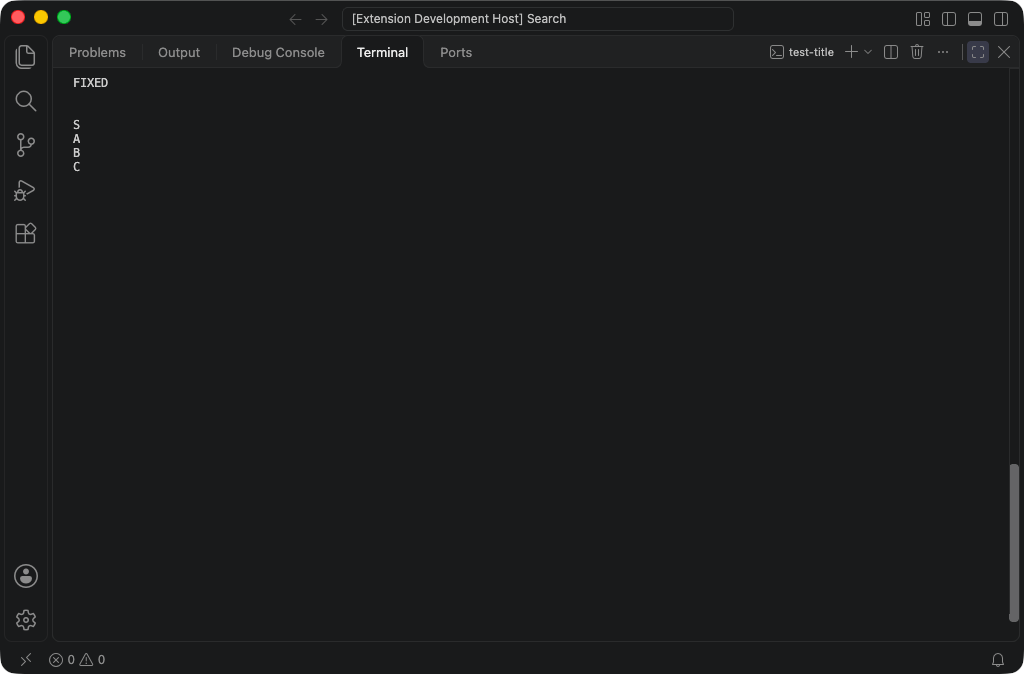 [Extension Development Host] Search
Problems Output Debug Console Terminal Ports test-title
FIXED
S
A
B
C
0 0